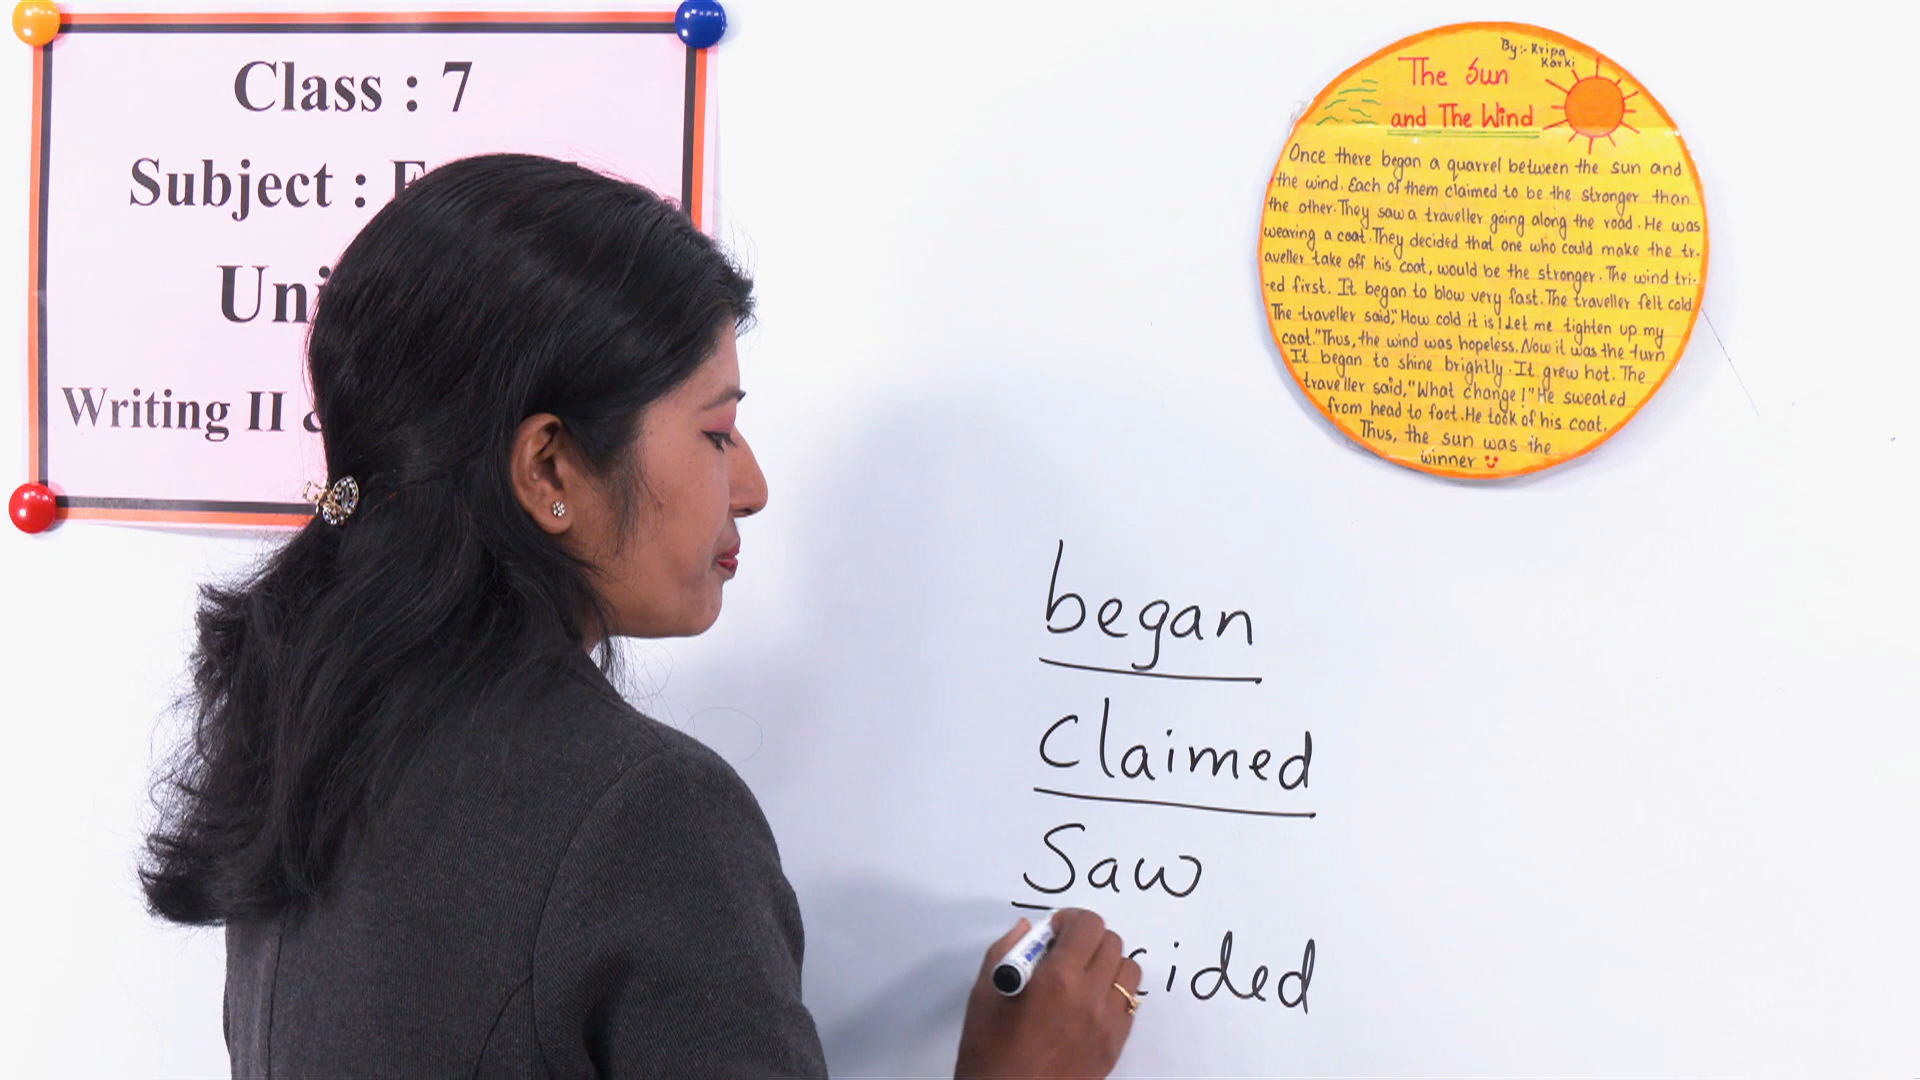 Class : 7
Subject :
Writing II
By:- Kripa
Karki
The Sun
and The Wind
Once there began a quarrel between the sun and
the wind. Each of them claimed to be the stronger than
the other. They saw a traveller going along the road. He was
wearing a coat. They decided that one who could make the tr-
aveller take off his coat, would be the stronger. The wind tri-
-ed first. It began to blow very fast. The traveller felt cold.
The traveller said, "How cold it is! Let me tighten up my
coat." Thus, the wind was hopeless. Now it was the turn
It began to shine brightly. It grew hot. The
traveller said, "What change!" He sweated
from head to foot. He took of his coat.
Thus, the sun was the
winner
began
Claimed
Saw
cided